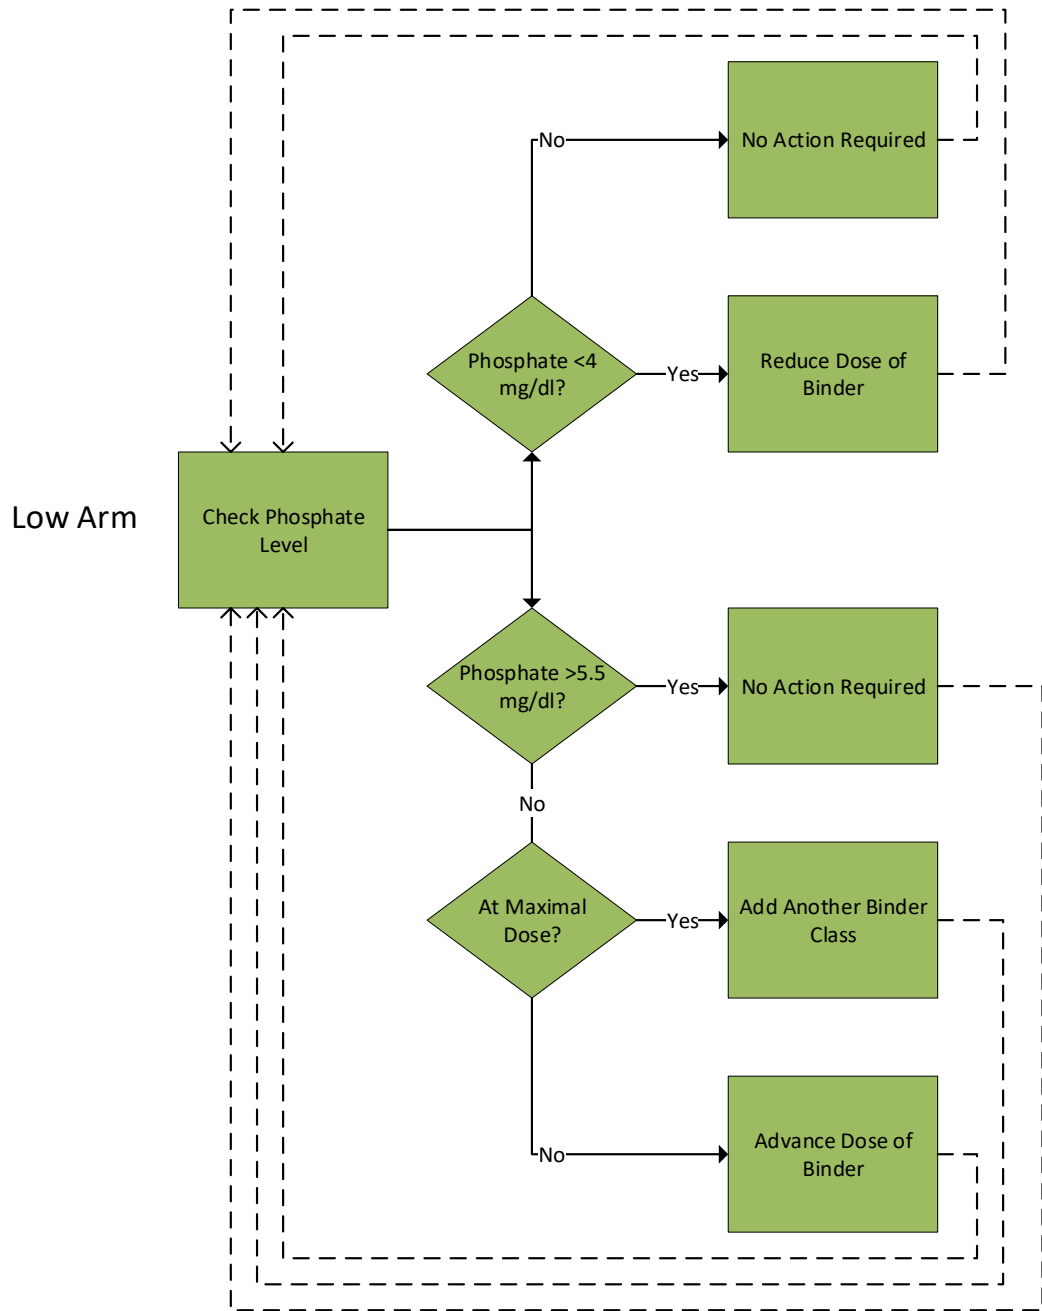 No
No Action Required
Phosphate <4
mg/dl?
Yes
Reduce Dose of
Binder
Low Arm
Check Phosphate
Level
Phosphate >5.5
mg/dl?
Yes
No Action Required
No
At Maximal
Dose?
Yes
Add Another Binder
Class
No
Advance Dose of
Binder